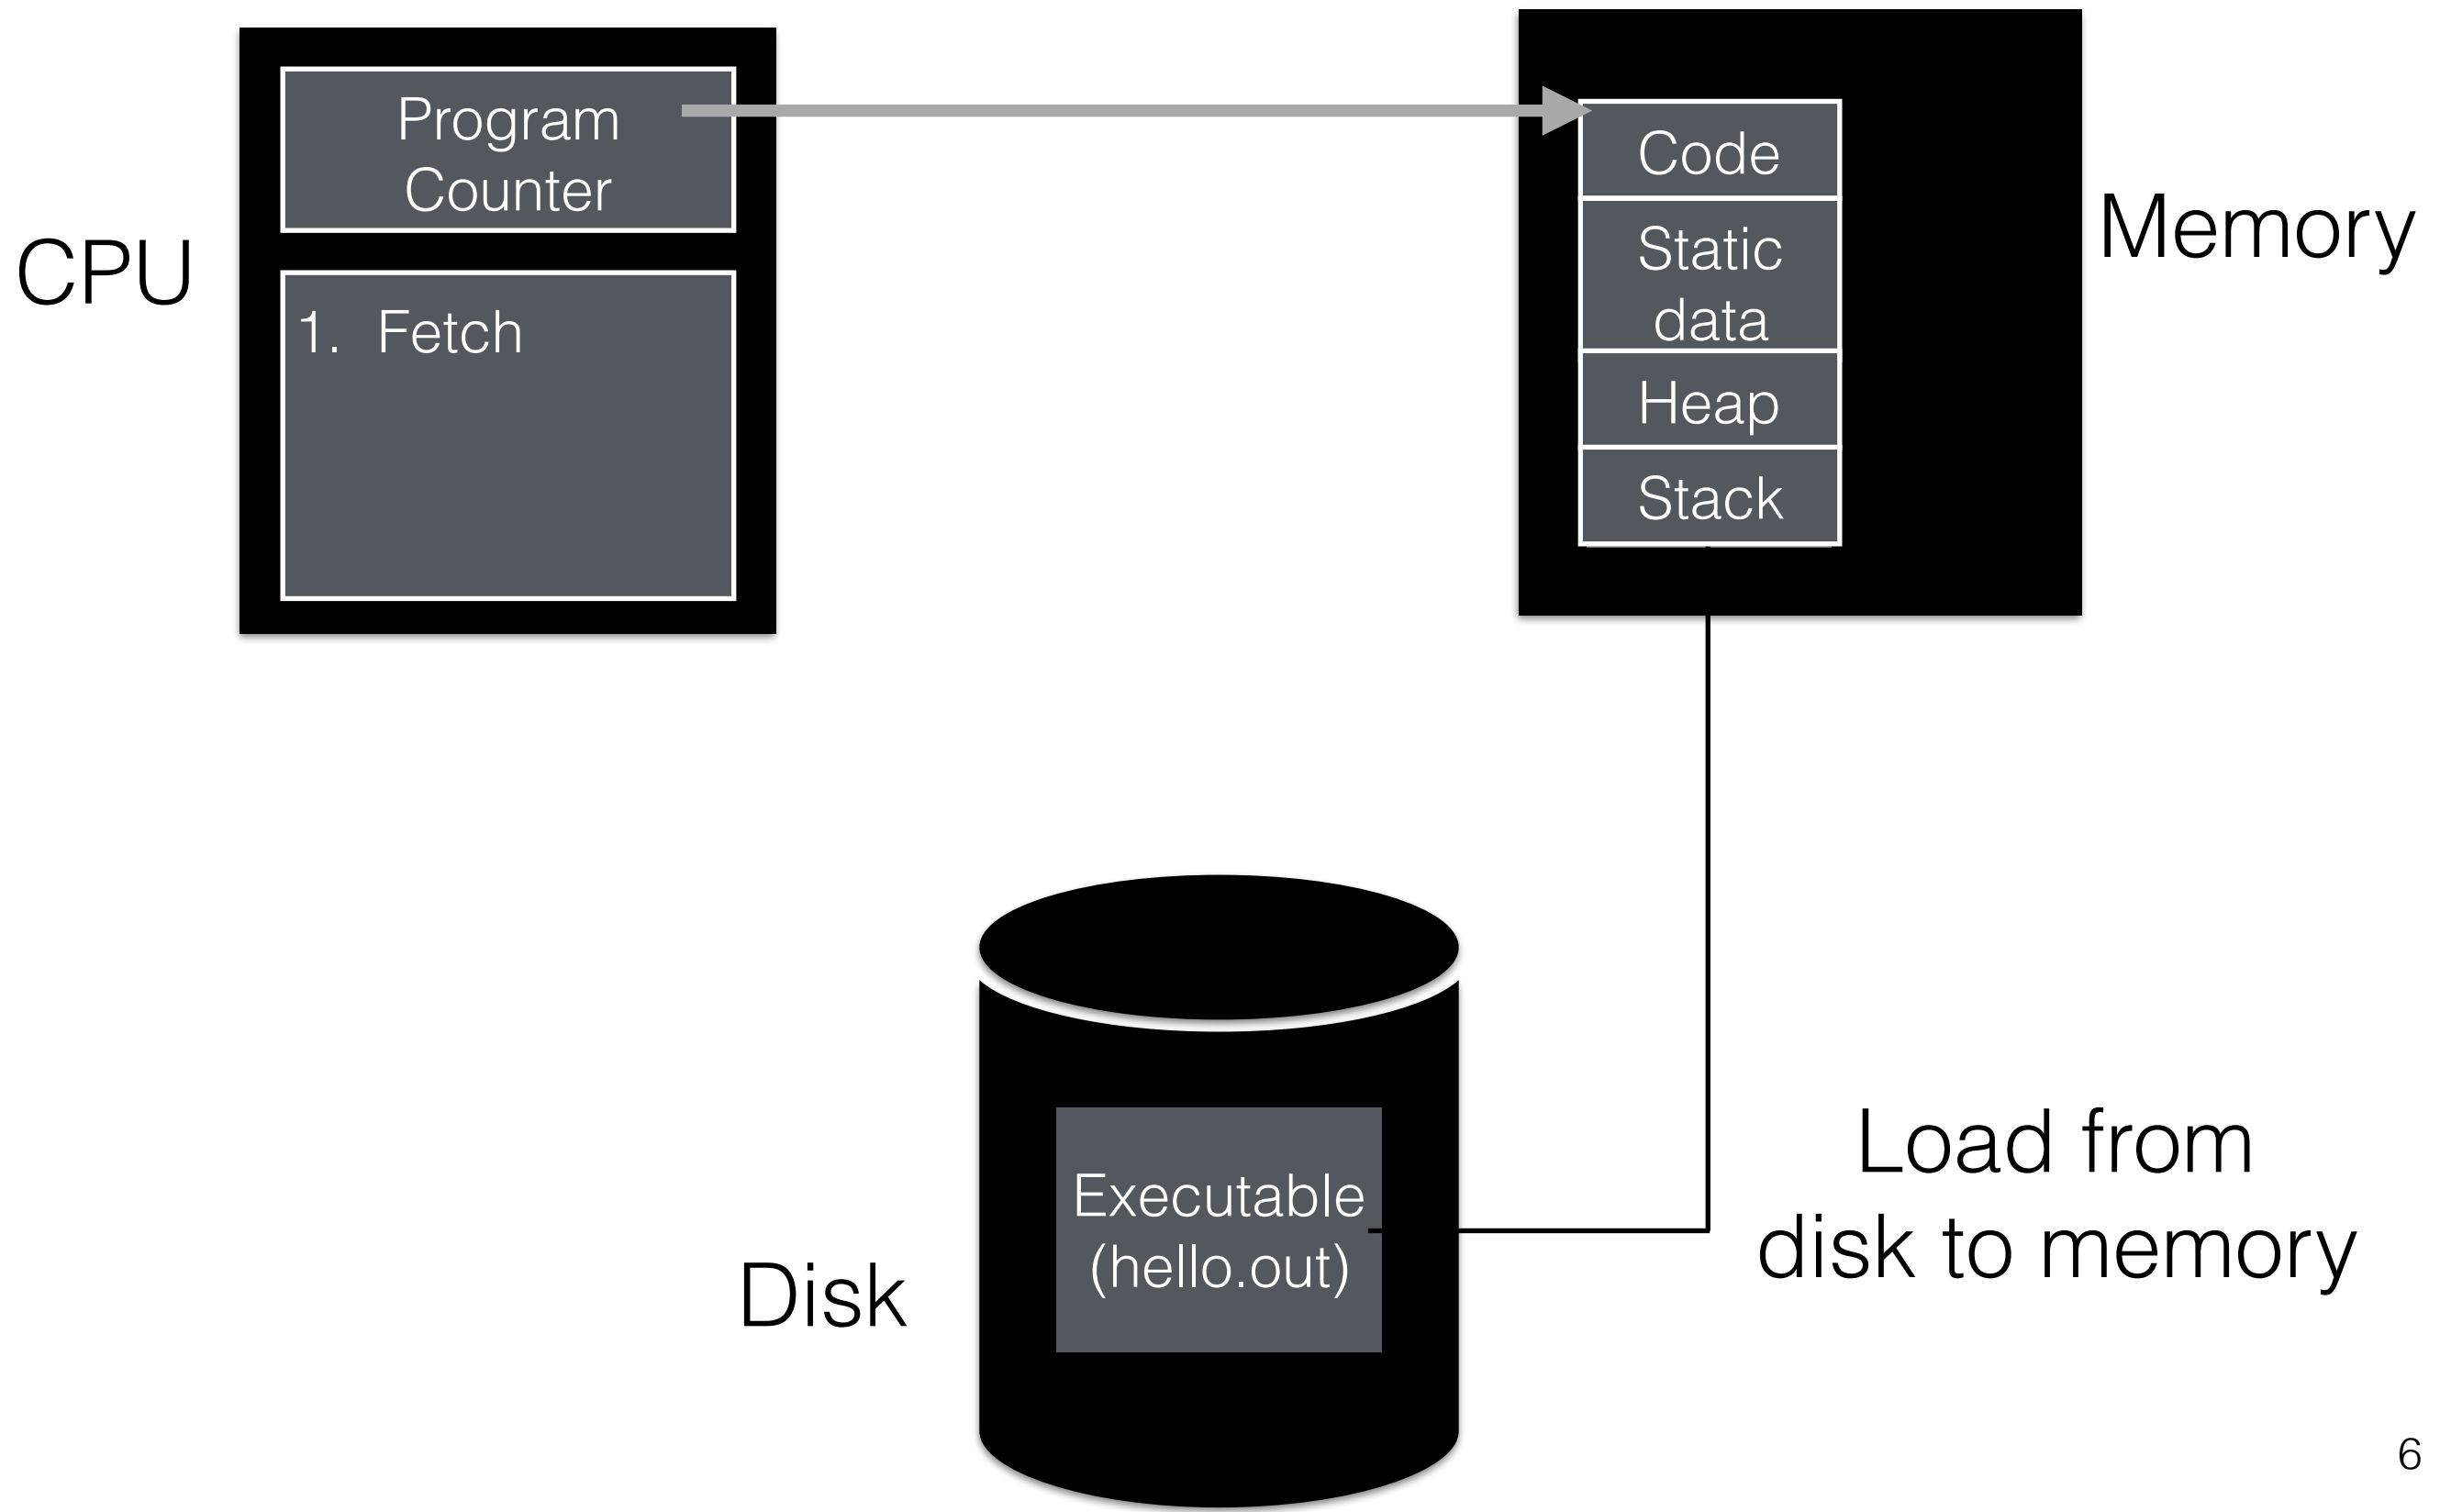 CPU
Program
Counter
1. Fetch
Code
Static
data
Heap
Stack
Memory
Disk
Executable
(hello.out)
Load from
disk to memory
6